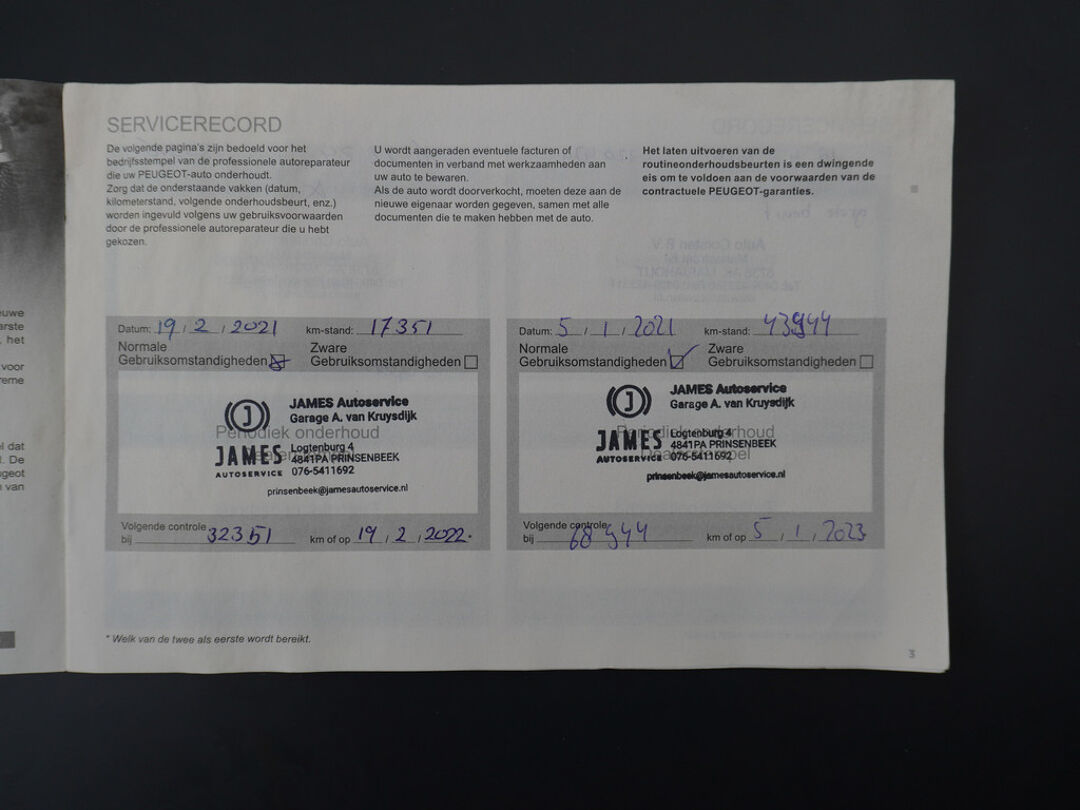 SERVICERECORD
De volgende pagina's zijn bedoeld voor het
bedrijfsstempel van de professionele autoreparateur
die uw PEUGEOT-auto onderhoudt.
Zorg dat de onderstaande vakken (datum,
kilometerstand, volgende onderhoudsbeurt, enz.)
worden ingevuld volgens uw gebruiksvoorwaarden
door de professionele autoreparateur die u hebt
gekozen.
U wordt aangeraden eventuele facturen of
documenten in verband met werkzaamheden aan
uw auto te bewaren.
Als de auto wordt doorverkocht, moeten deze aan de
nieuwe eigenaar worden gegeven, samen met alle
documenten die te maken hebben met de auto.
Het laten uitvoeren van de
routineonderhoudsbeurten is een dwingende
eis om te voldoen aan de voorwaarden van de
contractuele PEUGEOT-garanties.
Datum: 19 / 2 / 2021 km-stand: 17351
Normale
Gebruiksomstandigheden
Zware
Gebruiksomstandigheden
JAMES Autoservice
Garage A. van Kruysdijk
Periodiek onderhoud
JAMES
AUTOSERVICE
Logtenburg 4
4841PA PRINSENBEEK
076-5411692
prinsenbeek@jamesautoservice.nl
Volgende controle
bij 32351 km of op 19 / 2 / 2022.
Datum: 5 / 1 / 2021 km-stand: 43944
Normale
Gebruiksomstandigheden
Zware
Gebruiksomstandigheden
JAMES Autoservice
Garage A. van Kruysdijk
Periodiek onderhoud
JAMES
AUTOSERVICE
Logtenburg 4
4841PA PRINSENBEEK
076-5411692
prinsenbeek@jamesautoservice.nl
Volgende controle
bij 68944 km of op 5 / 1 / 2023
* Welk van de twee als eerste wordt bereikt.
3